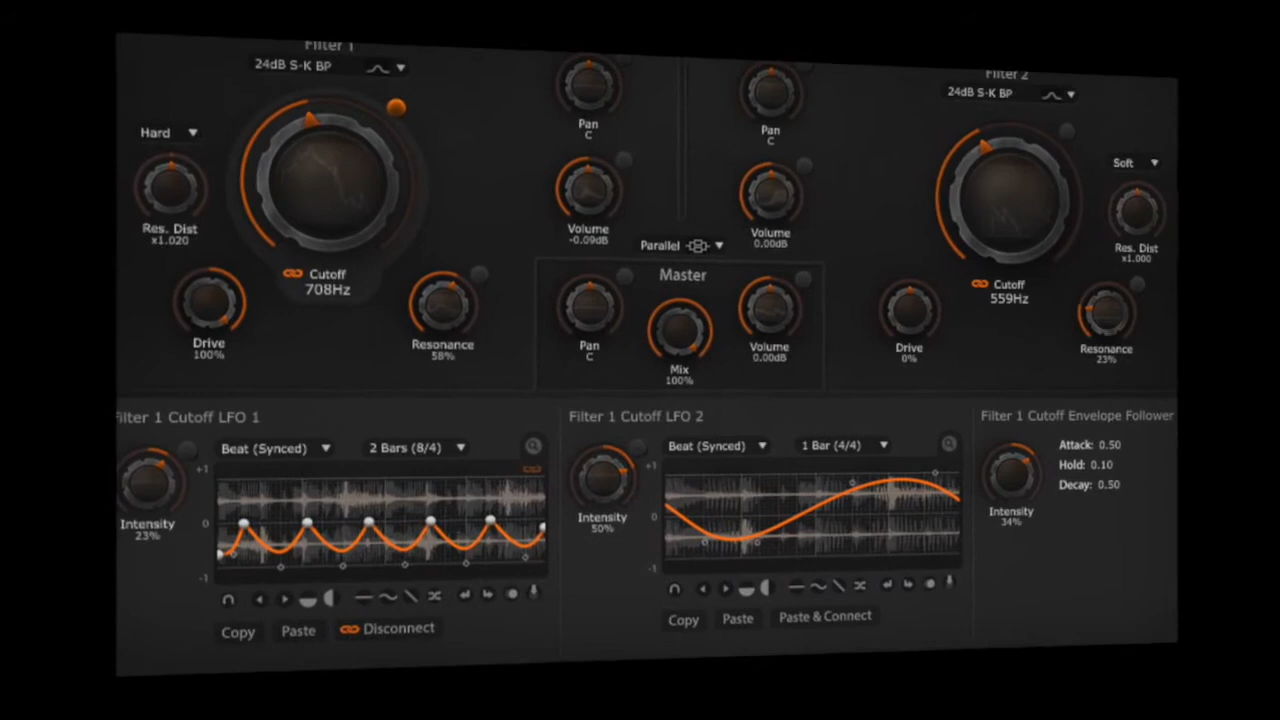 Filter 1
24dB S-K BP
Hard
Res. Dist
x1.020
Cutoff
708Hz
Drive
100%
Resonance
58%
Pan
C
Pan
C
Volume
-0.09dB
Volume
0.00dB
Parallel
Master
Pan
C
Mix
100%
Volume
0.00dB
Filter 2
24dB S-K BP
Soft
Res. Dist
x1.000
Cutoff
559Hz
Drive
0%
Resonance
23%
Filter 1 Cutoff LFO 1
Beat (Synced)
2 Bars (8/4)
Intensity
23%
+1
0
-1
Copy
Paste
Disconnect
Filter 1 Cutoff LFO 2
Beat (Synced)
1 Bar (4/4)
Intensity
50%
+1
0
-1
Copy
Paste
Paste & Connect
Filter 1 Cutoff Envelope Follower
Intensity
34%
Attack: 0.50
Hold: 0.10
Decay: 0.50